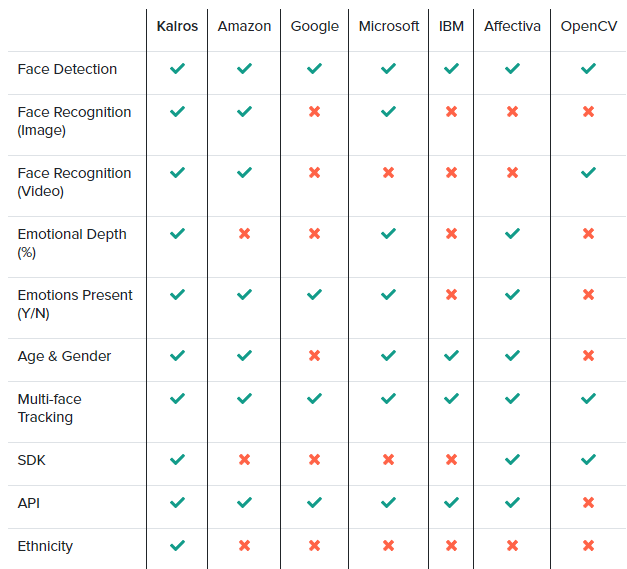 Kairos Amazon Google Microsoft IBM Affectiva OpenCV
Face Detection ✓ ✓ ✓ ✓ ✓ ✓ ✓
Face Recognition
(Image) ✓ ✓ ✗ ✓ ✗ ✗ ✗
Face Recognition
(Video) ✓ ✓ ✗ ✗ ✗ ✗ ✓
Emotional Depth
(%) ✓ ✗ ✗ ✓ ✗ ✓ ✗
Emotions Present
(Y/N) ✓ ✓ ✓ ✓ ✗ ✓ ✗
Age & Gender ✓ ✓ ✗ ✓ ✓ ✓ ✗
Multi-face
Tracking ✓ ✓ ✓ ✓ ✓ ✓ ✓
SDK ✓ ✗ ✗ ✗ ✗ ✓ ✓
API ✓ ✓ ✓ ✓ ✓ ✓ ✗
Ethnicity ✓ ✗ ✗ ✗ ✗ ✗ ✗